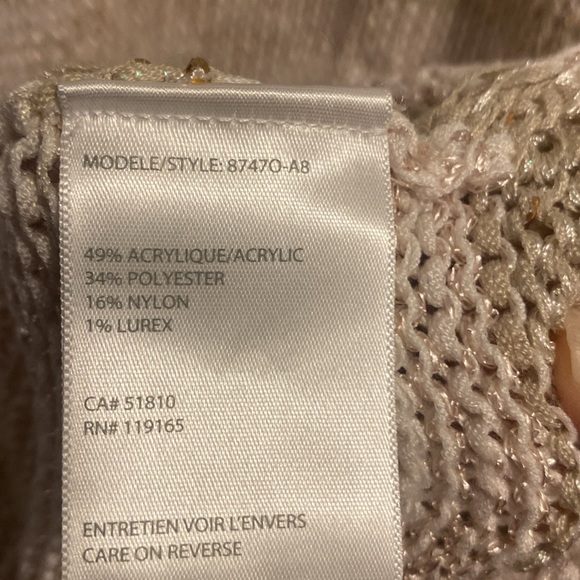 MODELE/STYLE: 8747O-A8
49% ACRYLIQUE/ACRYLIC
34% POLYESTER
16% NYLON
1% LUREX
CA# 51810
RN# 119165
ENTRETIEN VOIR L'ENVERS
CARE ON REVERSE